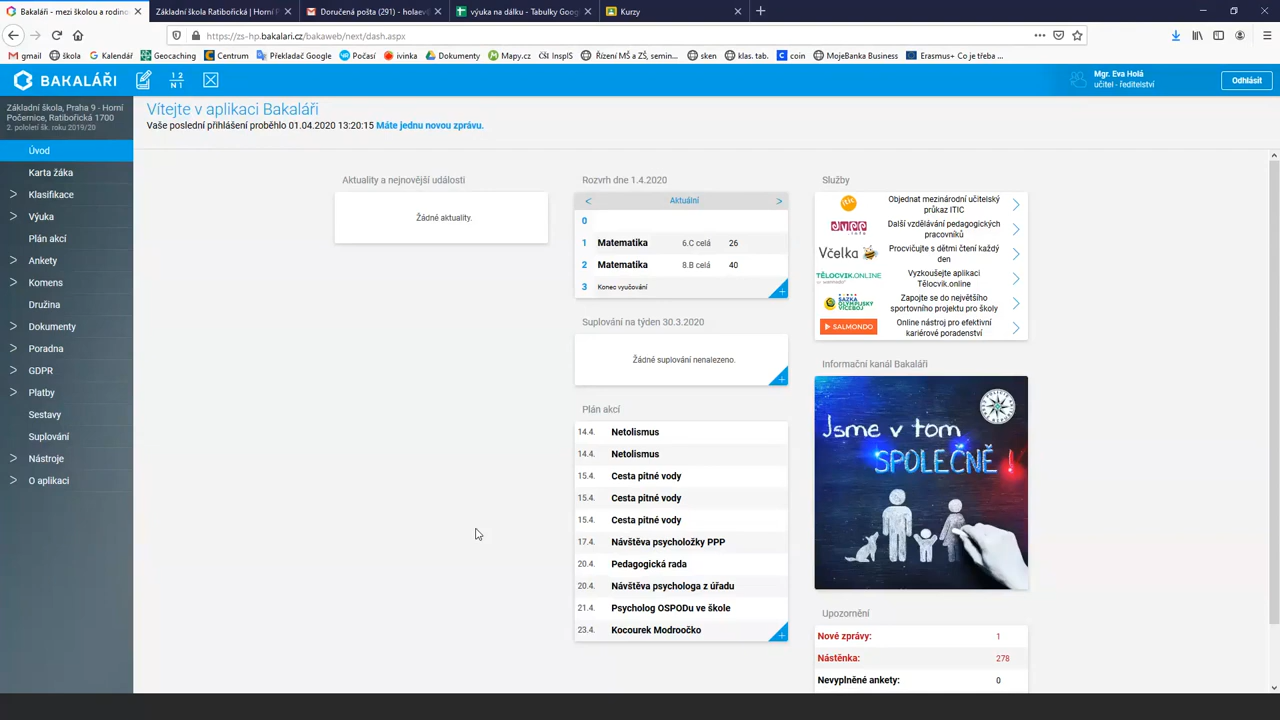 Bakaláři - mezi školou a rodino
Základní škola Ratibořická | Horní P
Doručená pošta (291) - holaev
výuka na dálku - Tabulky Goog
Kurzy
https://zs-hp.bakalari.cz/bakaweb/next/dash.aspx
gmail
škola
Kalendář
Geocaching
Centrum
Překladač Google
Počasí
ivinka
Dokumenty
Mapy.cz
InspIS
Řízení MŠ a ZŠ, semin...
sken
klas. tab.
coin
MojeBanka Business
Erasmus+ Co je třeba ...
BAKALÁŘI
1 2
N 1
Mgr. Eva Holá
učitel - ředitelství
Odhlásit
Základní škola, Praha 9 - Horní
Počernice, Ratibořická 1700
2. pololetí šk. roku 2019/20
Úvod
Karta žáka
Klasifikace
Výuka
Plán akcí
Ankety
Komens
Družina
Dokumenty
Poradna
GDPR
Platby
Sestavy
Suplování
Nástroje
O aplikaci
Vítejte v aplikaci Bakaláři
Vaše poslední přihlášení proběhlo 01.04.2020 13:20:15 Máte jednu novou zprávu.
Aktuality a nejnovější události
Žádné aktuality.
Rozvrh dne 1.4.2020
< Aktuální >
0
1 Matematika 6.C celá 26
2 Matematika 8.B celá 40
3 Konec vyučování
Suplování na týden 30.3.2020
Žádné suplování nenalezeno.
Plán akcí
14.4. Netolismus
14.4. Netolismus
15.4. Cesta pitné vody
15.4. Cesta pitné vody
15.4. Cesta pitné vody
17.4. Návštěva psycholožky PPP
20.4. Pedagogická rada
20.4. Návštěva psychologa z úřadu
21.4. Psycholog OSPODu ve škole
23.4. Kocourek Modroočko
Služby
itic
Objednat mezinárodní učitelský
průkaz ITIC
Další vzdělávání pedagogických
pracovníků
Včelka
Procvičujte s dětmi čtení každý
den
TĚLOCVIK.ONLINE
Vyzkoušejte aplikaci
Tělocvik.online
SAZKA
OLYMPIJSKÝ
VÍCEBOJ
Zapojte se do největšího
sportovního projektu pro školy
SALMONDO
Online nástroj pro efektivní
kariérové poradenství
Informační kanál Bakaláři
Jsme v tom
SPOLEČNĚ !
Upozornění
Nové zprávy: 1
Nástěnka: 278
Nevyplněné ankety: 0